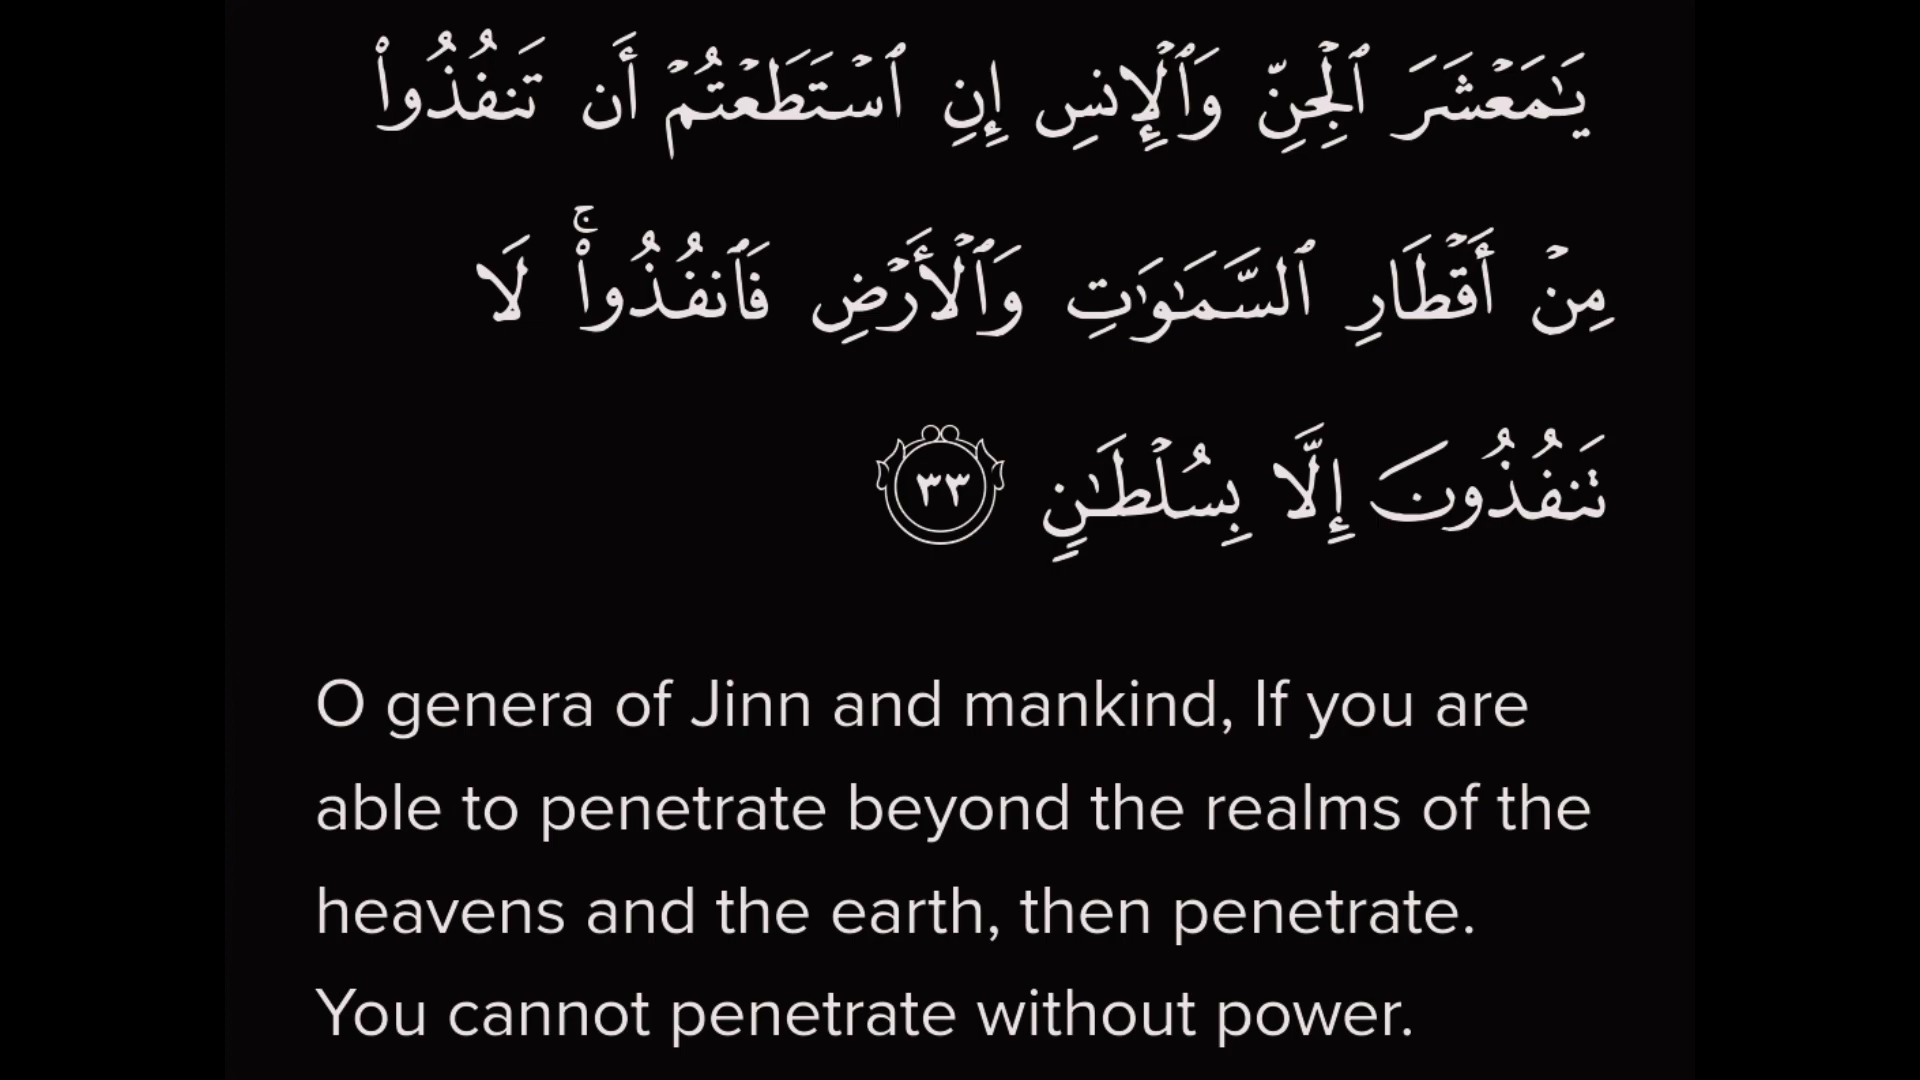 يَـٰمَعۡشَرَ ٱلۡجِنِّ وَٱلۡإِنسِ إِنِ ٱسۡتَطَعۡتُمۡ أَن تَنفُذُواْ
مِنۡ أَقۡطَارِ ٱلسَّمَـٰوَٰتِ وَٱلۡأَرۡضِ فَٱنفُذُواْۚ لَا
تَنفُذُونَ إِلَّا بِسُلۡطَـٰنٍ ٣٣
O genera of Jinn and mankind, If you are
able to penetrate beyond the realms of the
heavens and the earth, then penetrate.
You cannot penetrate without power.